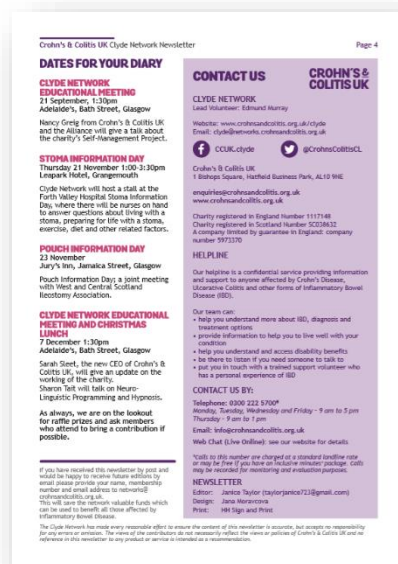 Crohn's & Colitis UK Clyde Network Newsletter
Page 4
DATES FOR YOUR DIARY
CLYDE NETWORK
EDUCATIONAL MEETING
21 September, 1:30pm
Adelaide's, Bath Street, Glasgow
Nancy Greig from Crohn's & Colitis UK
and the Alliance will give a talk about
the charity's Self-Management Project.
STOMA INFORMATION DAY
Thursday 21 November 1:00-3:30pm
Leapark Hotel, Grangemouth
Clyde Network will host a stall at the
Forth Valley Hospital Stoma Information
Day, where there will be nurses on hand
to answer questions about living with a
stoma, preparing for life with a stoma,
exercise, diet and other related factors.
POUCH INFORMATION DAY
23 November
Jury's Inn, Jamaica Street, Glasgow
Pouch Information Day; a joint meeting
with West and Central Scotland
Ileostomy Association.
CLYDE NETWORK EDUCATIONAL
MEETING AND CHRISTMAS
LUNCH
7 December 1:30pm
Adelaide's, Bath Street, Glasgow
Sarah Sleet, the new CEO of Crohn's &
Colitis UK, will give an update on the
working of the charity.
Sharon Tait will talk on Neuro-
Linguistic Programming and Hypnosis.
As always, we are on the lookout
for raffle prizes and ask members
who attend to bring a contribution if
possible.
If you have received this newsletter by post and
would be happy to receive future editions by
email please provide your name, membership
number and email address to networks@
crohnsandcolitis.org.uk.
This will save the network valuable funds which
can be used to benefit all those affected by
Inflammatory Bowel Disease.
CONTACT US
CROHN'S &
COLITIS UK
CLYDE NETWORK
Lead Volunteer: Edmund Murray
Website: www.crohnsandcolitis.org.uk/clyde
Email: clyde@networks.crohnsandcolitis.org.uk
CCUK.clyde
@CrohnsColitisCL
Crohn's & Colitis UK
1 Bishops Square, Hatfield Business Park, AL10 9NE
enquiries@crohnsandcolitis.org.uk
www.crohnsandcolitis.org.uk
Charity registered in England Number 1117148
Charity registered in Scotland Number SC038632
A company limited by guarantee in England: company
number 5973370
HELPLINE
Our helpline is a confidential service providing information
and support to anyone affected by Crohn's Disease,
Ulcerative Colitis and other forms of Inflammatory Bowel
Disease (IBD).
Our team can:
• help you understand more about IBD, diagnosis and
treatment options
• provide information to help you to live well with your
condition
• help you understand and access disability benefits
• be there to listen if you need someone to talk to
• put you in touch with a trained support volunteer who
has a personal experience of IBD
CONTACT US BY:
Telephone: 0300 222 5700*
Monday, Tuesday, Wednesday and Friday - 9 am to 5 pm
Thursday - 9 am to 1 pm
Email: info@crohnsandcolitis.org.uk
Web Chat (Live Online): see our website for details
*Calls to this number are charged at a standard landline rate
or may be free if you have an inclusive minutes' package. Calls
may be recorded for monitoring and evaluation purposes.
NEWSLETTER
Editor: Janice Taylor (taylorjanice723@gmail.com)
Design: Jana Moravcova
Print: HH Sign and Print
The Clyde Network has made every reasonable effort to ensure the content of this newsletter is accurate, but accepts no responsibility
for any errors or omissions. The views of the contributors do not necessarily reflect the views or policies of Crohn's & Colitis UK and no
reference in this newsletter to any product or service is intended as a recommendation.